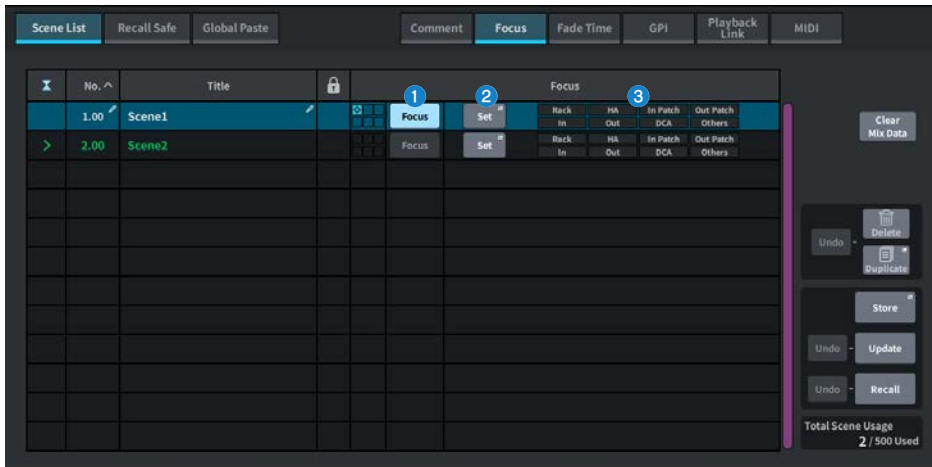 Scene List Recall Safe Global Paste Comment Focus Fade Time GPI Playback Link MIDI
No. Title Focus
1 2 3
1.00 Scene1 Focus Set Rack HA In Patch Out Patch
In Out DCA Others
2.00 Scene2 Focus Set Rack HA In Patch Out Patch
In Out DCA Others
Clear
Mix Data
Undo - Delete
Duplicate
Store
Undo - Update
Undo - Recall
Total Scene Usage
2 / 500 Used